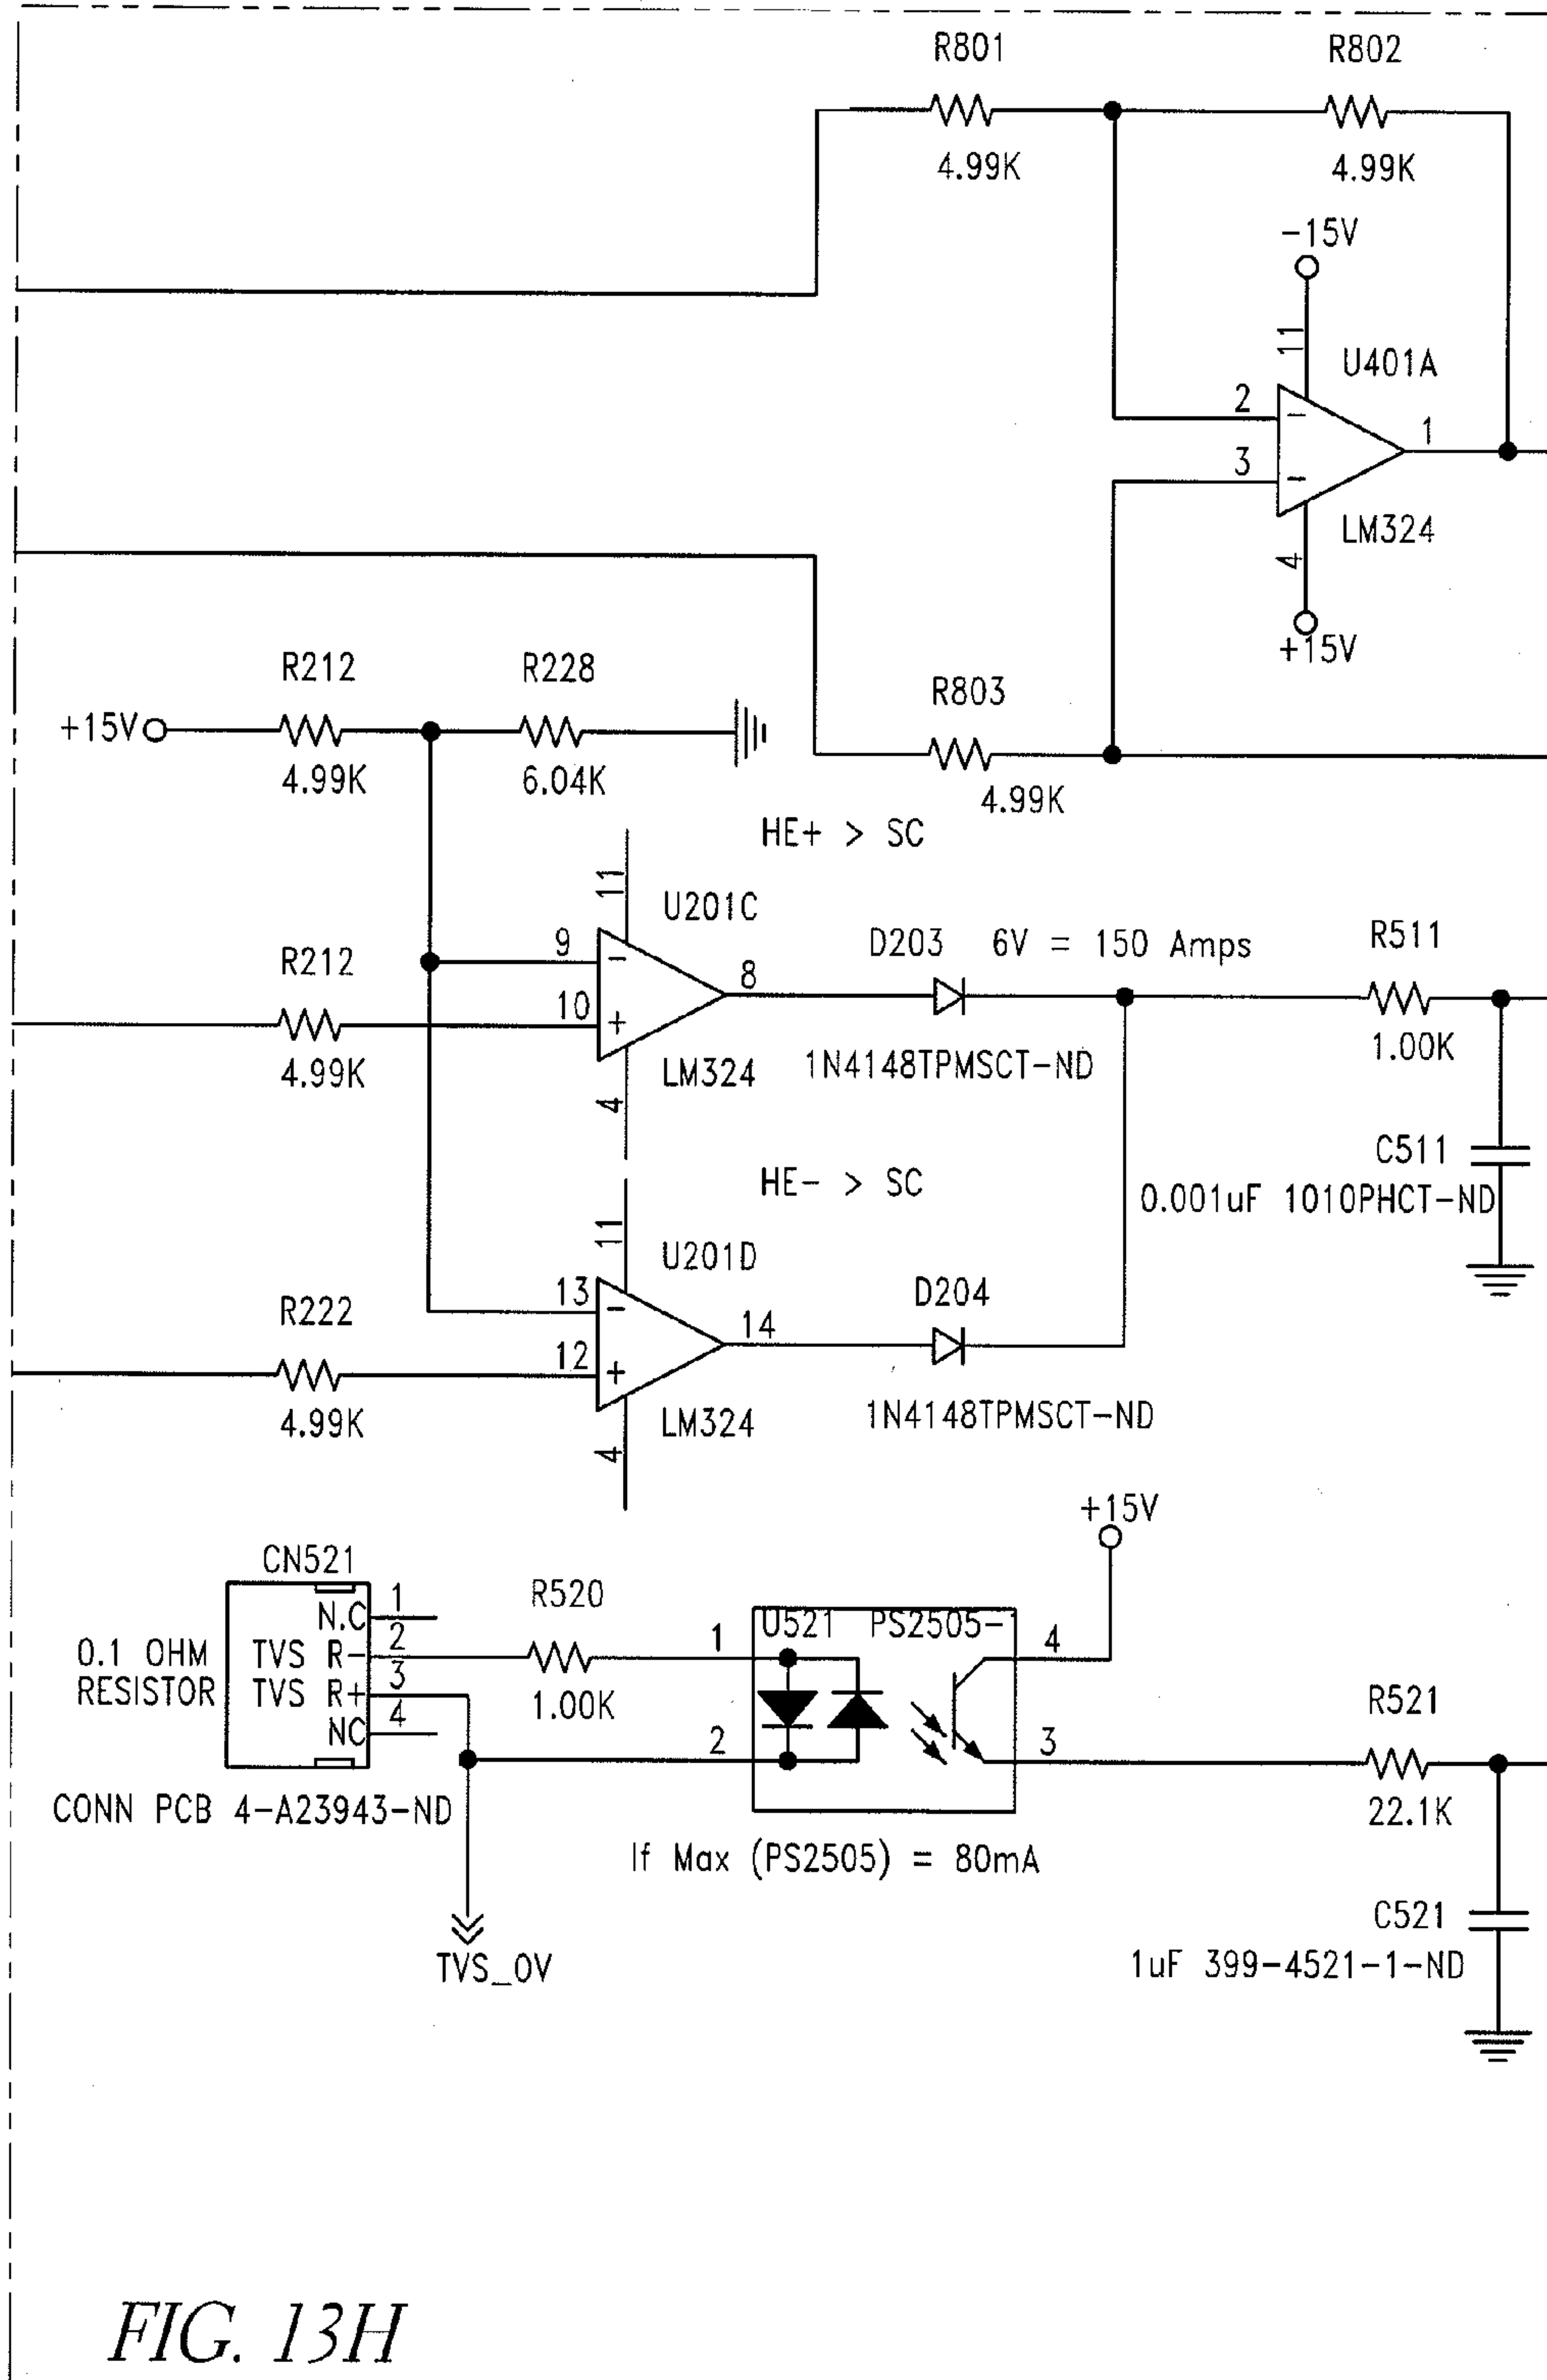 R801
R802
4.99K
4.99K
-15V
11
U401A
2
-
1
3
-
LM324
4
+15V
R212
R228
R803
+15V
4.99K
6.04K
4.99K
HE+ > SC
11
U201C
R212
9
-
8
D203 6V = 150 Amps
R511
10
+
4.99K
LM324
1N4148TPMSCT-ND
1.00K
4
C511
HE- > SC
0.001uF 1010PHCT-ND
11
U201D
R222
13
-
14
D204
12
+
4.99K
LM324
1N4148TPMSCT-ND
4
+15V
CN521
R520
N.C 1
U521 PS2505-1
0.1 OHM
RESISTOR
TVS R- 2
1
4
TVS R+ 3
1.00K
R521
NC 4
2
3
22.1K
CONN PCB 4-A23943-ND
If Max (PS2505) = 80mA
C521
TVS_0V
1uF 399-4521-1-ND
FIG. 13H